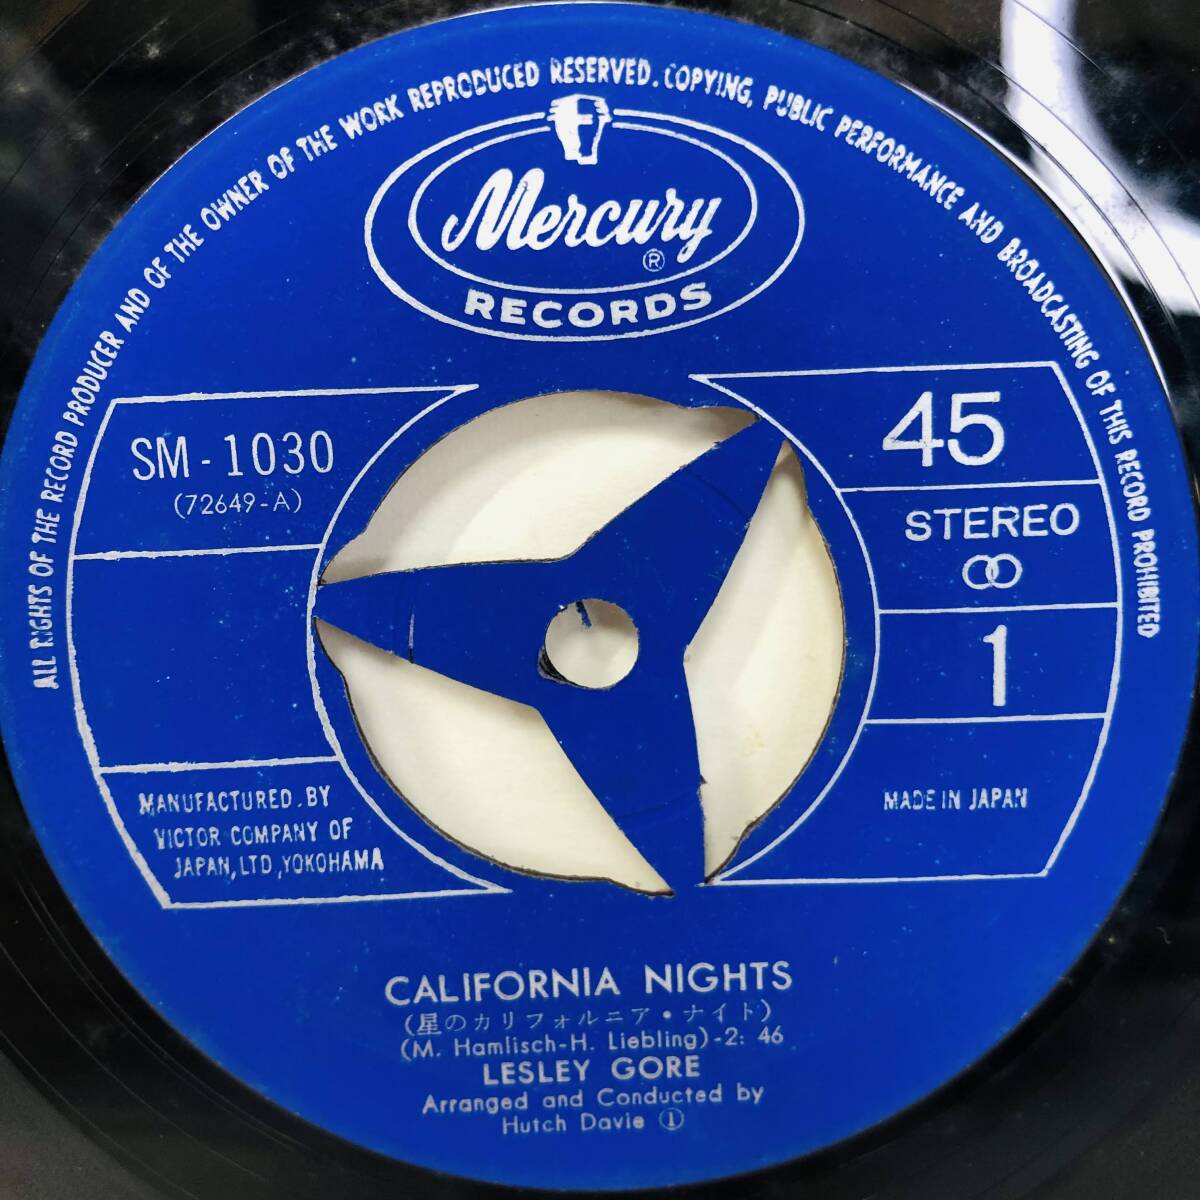 ALL RIGHTS OF THE RECORD PRODUCER AND OF THE OWNER OF THE WORK REPRODUCED RESERVED. COPYING, PUBLIC PERFORMANCE AND BROADCASTING OF THIS RECORD PROHIBITED
Mercury
®
RECORDS
SM-1030
(72649-A)
45
STEREO
1
MANUFACTURED.BY
VICTOR COMPANY OF
JAPAN, LTD, YOKOHAMA
MADE IN JAPAN
CALIFORNIA NIGHTS
(星のカリフォルニア・ナイト)
(M. Hamlisch-H. Liebling)-2: 46
LESLEY GORE
Arranged and Conducted by
Hutch Davie ①